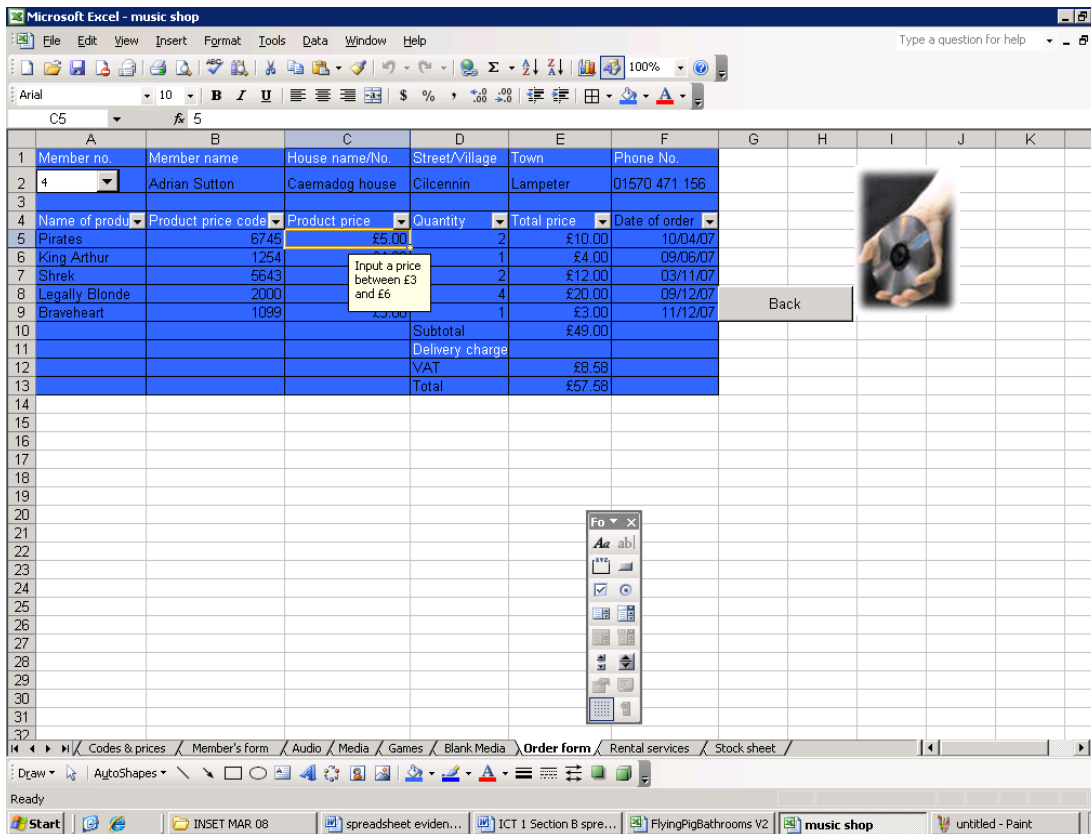 Microsoft Excel - music shop
File Edit View Insert Format Tools Data Window Help Type a question for help
100%
Arial 10 B I U $ % ,
C5 fx 5
A B C D E F G H I J K
1 Member no. Member name House name/No. Street/Village Town Phone No.
2 4 Adrian Sutton Caemadog house Cilcennin Lampeter 01570 471 156
3
4 Name of produ Product price code Product price Quantity Total price Date of order
5 Pirates 6745 £5.00 2 £10.00 10/04/07
6 King Arthur 1254 1 £4.00 09/06/07
7 Shrek 5643 2 £12.00 03/11/07
8 Legally Blonde 2000 4 £20.00 09/12/07
9 Braveheart 1099 1 £3.00 11/12/07
Input a price
between £3
and £6
Back
10 Subtotal £49.00
11 Delivery charge
12 VAT £8.58
13 Total £57.58
14
15
16
17
18
19
20
21
22
23
24
25
26
27
28
29
30
31
32
Fo
Aa ab
XYZ
Codes & prices Member's form Audio Media Games Blank Media Order form Rental services Stock sheet
Draw AutoShapes
Ready
Start INSET MAR 08 spreadsheet eviden... ICT 1 Section B spre... FlyingPigBathrooms V2 music shop untitled - Paint